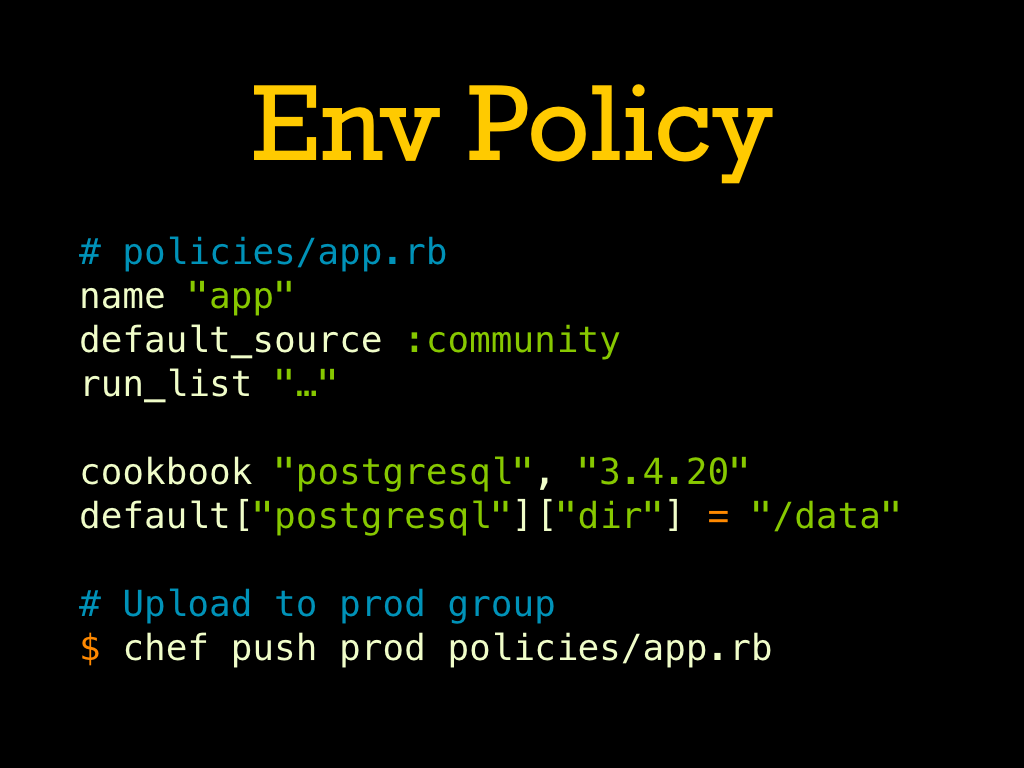 Env Policy
# policies/app.rb
name "app"
default_source :community
run_list "…"
cookbook "postgresql", "3.4.20"
default["postgresql"]["dir"] = "/data"
# Upload to prod group
$ chef push prod policies/app.rb